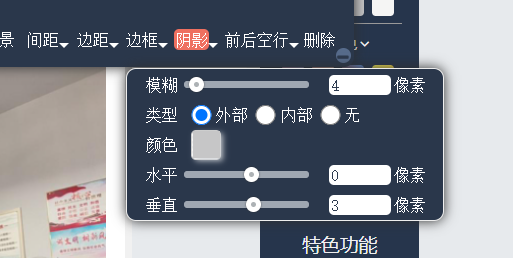 景 间距 边距 边框 阴影 前后空行 删除
模糊 4 像素
类型 外部 内部 无
颜色
水平 0 像素
垂直 3 像素
特色功能